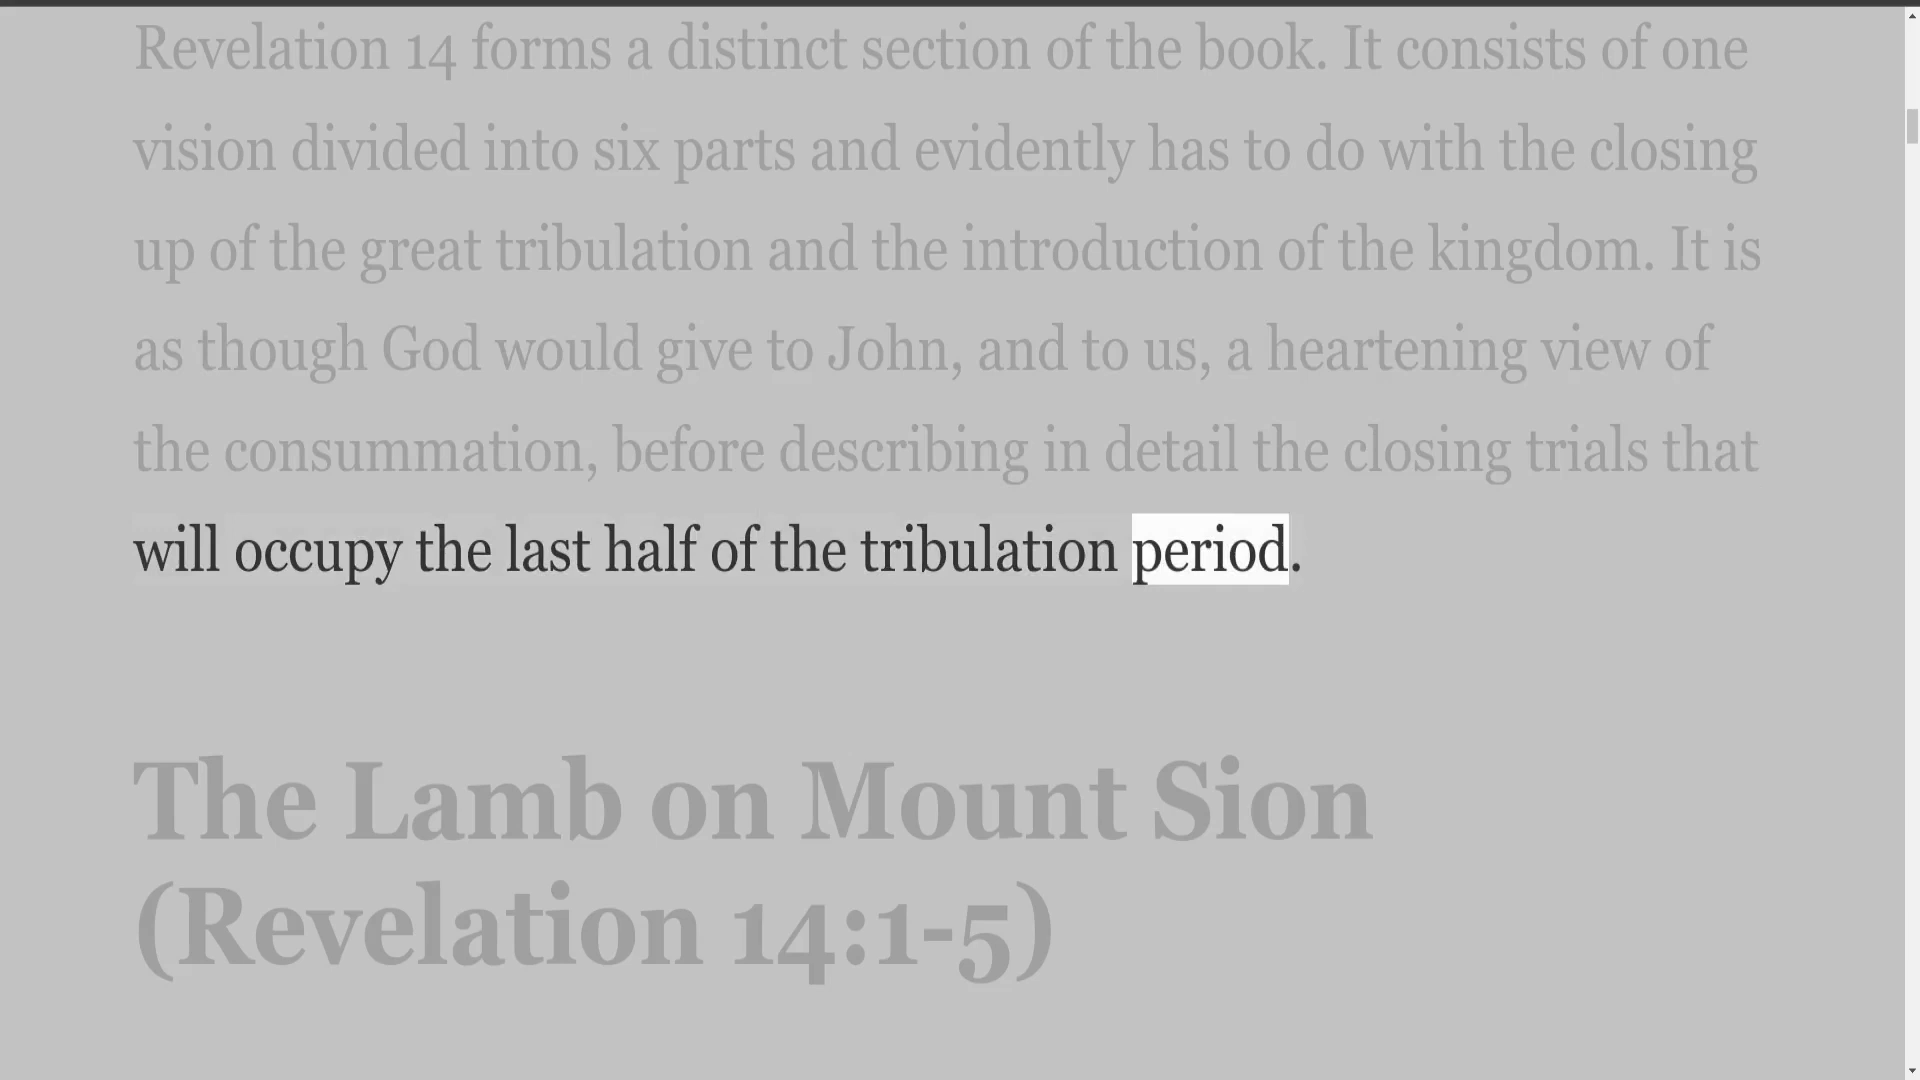 Revelation 14 forms a distinct section of the book. It consists of one
vision divided into six parts and evidently has to do with the closing
up of the great tribulation and the introduction of the kingdom. It is
as though God would give to John, and to us, a heartening view of
the consummation, before describing in detail the closing trials that
will occupy the last half of the tribulation period.
The Lamb on Mount Sion
(Revelation 14:1-5)